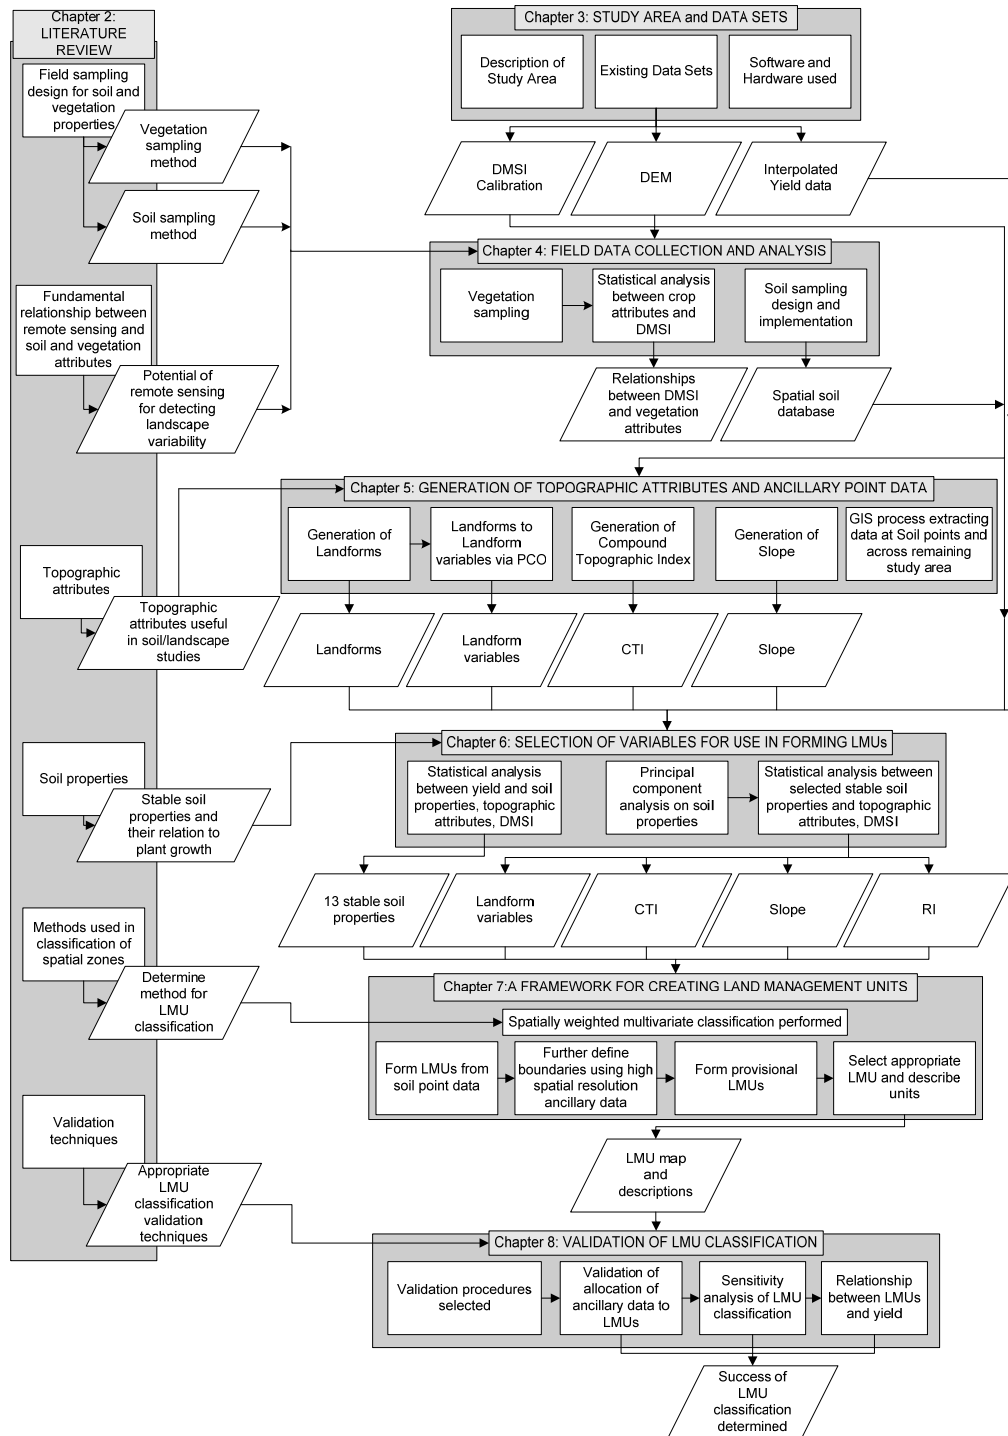 Chapter 2:
LITERATURE
REVIEW
Field sampling
design for soil and
vegetation
properties
Vegetation
sampling
method
Soil sampling
method
Fundamental
relationship between
remote sensing and
soil and vegetation
attributes
Potential of
remote sensing
for detecting
landscape
variability
Topographic
attributes
Topographic
attributes useful
in soil/landscape
studies
Soil properties
Stable soil
properties and
their relation to
plant growth
Methods used in
classification of
spatial zones
Determine
method for
LMU
classification
Validation
techniques
Appropriate
LMU
classification
validation
techniques
Chapter 3: STUDY AREA and DATA SETS
Description of
Study Area
Existing Data Sets
Software and
Hardware used
DMSI
Calibration
DEM
Interpolated
Yield data
Chapter 4: FIELD DATA COLLECTION AND ANALYSIS
Vegetation
sampling
Statistical analysis
between crop
attributes and
DMSI
Soil sampling
design and
implementation
Relationships
between DMSI
and vegetation
attributes
Spatial soil
database
Chapter 5: GENERATION OF TOPOGRAPHIC ATTRIBUTES AND ANCILLARY POINT DATA
Generation of
Landforms
Landforms to
Landform
variables via PCO
Generation of
Compound
Topographic Index
Generation of
Slope
GIS process extracting
data at Soil points and
across remaining
study area
Landforms
Landform
variables
CTI
Slope
Chapter 6: SELECTION OF VARIABLES FOR USE IN FORMING LMUs
Statistical analysis
between yield and soil
properties, topographic
attributes, DMSI
Principal
component
analysis on soil
properties
Statistical analysis between
selected stable soil
properties and topographic
attributes, DMSI
13 stable soil
properties
Landform
variables
CTI
Slope
RI
Chapter 7:A FRAMEWORK FOR CREATING LAND MANAGEMENT UNITS
Spatially weighted multivariate classification performed
Form LMUs from
soil point data
Further define
boundaries using high
spatial resolution
ancillary data
Form provisional
LMUs
Select appropriate
LMU and describe
units
LMU map
and
descriptions
Chapter 8: VALIDATION OF LMU CLASSIFICATION
Validation procedures
selected
Validation of
allocation of
ancillary data to
LMUs
Sensitivity
analysis of LMU
classification
Relationship
between LMUs
and yield
Success of
LMU
classification
determined